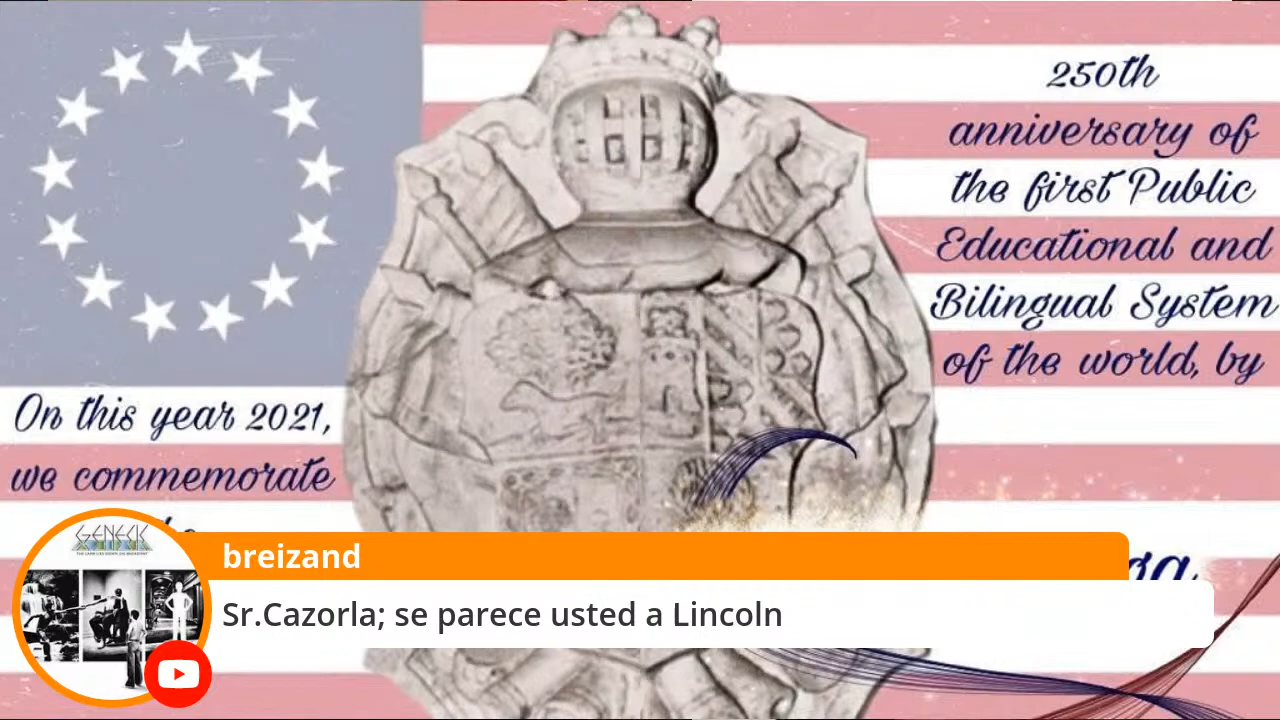 250th
anniversary of
the first Public
Educational and
Bilingual System
of the world, by
On this year 2021,
we commemorate
GENESIS
breizand
Sr.Cazorla; se parece usted a Lincoln